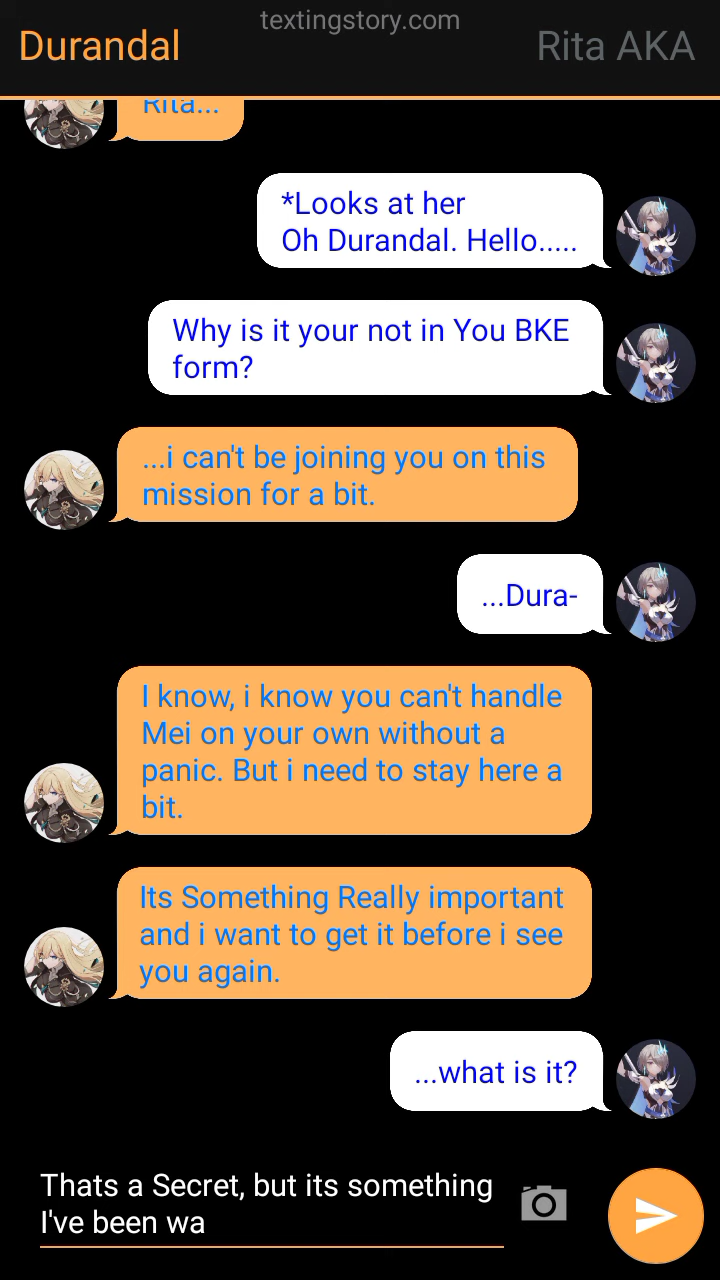 textingstory.com
Durandal
Rita AKA
Rita...
*Looks at her
Oh Durandal. Hello.....
Why is it your not in You BKE
form?
...i can't be joining you on this
mission for a bit.
...Dura-
I know, i know you can't handle
Mei on your own without a
panic. But i need to stay here a
bit.
Its Something Really important
and i want to get it before i see
you again.
...what is it?
Thats a Secret, but its something
I've been wa